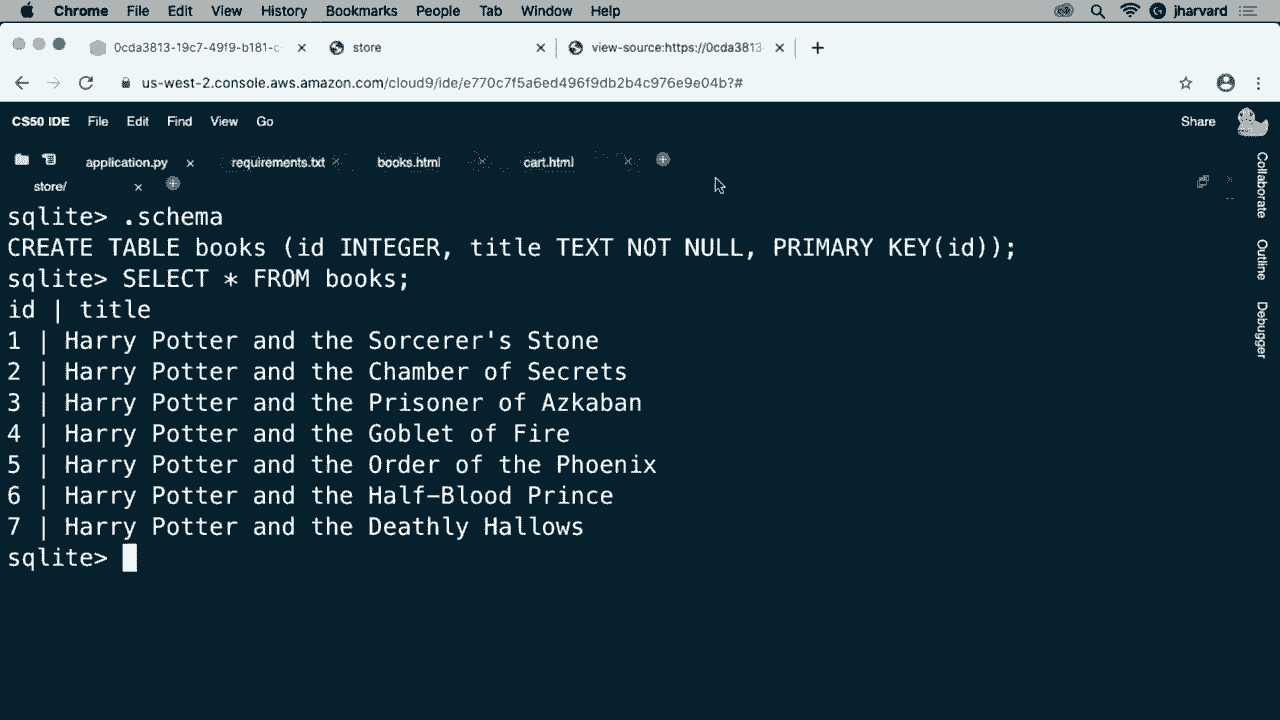 Chrome File Edit View History Bookmarks People Tab Window Help jharvard
0cda3813-19c7-49f9-b181-c store view-source:https://0cda3813-
us-west-2.console.aws.amazon.com/cloud9/ide/e770c7f5a6ed496f9db2b4c976e9e04b?#
CS50 IDE File Edit Find View Go Share
application.py requirements.txt books.html cart.html
store/
sqlite> .schema
CREATE TABLE books (id INTEGER, title TEXT NOT NULL, PRIMARY KEY(id));
sqlite> SELECT * FROM books;
id | title
1 | Harry Potter and the Sorcerer's Stone
2 | Harry Potter and the Chamber of Secrets
3 | Harry Potter and the Prisoner of Azkaban
4 | Harry Potter and the Goblet of Fire
5 | Harry Potter and the Order of the Phoenix
6 | Harry Potter and the Half-Blood Prince
7 | Harry Potter and the Deathly Hallows
sqlite>
Collaborate
Outline
Debugger